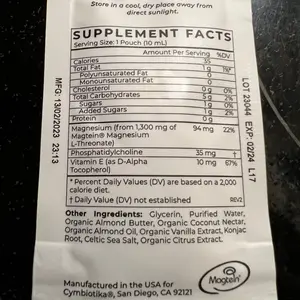 Store in a cool, dry place away from
direct sunlight.
SUPPLEMENT FACTS
Serving Size: 1 Pouch (10 mL)
Amount Per Serving %DV
Calories 35
Total Fat 1g
Polyunsaturated Fat 0
Monounsaturated Fat 0
Cholesterol 0g 0%
Total Carbohydrates 5g 2%
Sugars 1g
Added Sugars 1g 2%
Protein 0g
Magnesium (from 1,300 mg of 94 mg 22%
Magtein® Magnesium
L-Threonate)
Phosphatidylcholine 35 mg †
Vitamin E (as D-Alpha 10 mg 67%
Tocopherol)
* Percent Daily Values (DV) are based on a 2,000
calorie diet.
† Daily Value (DV) not established REV2
Other Ingredients: Glycerin, Purified Water,
Organic Almond Butter, Organic Coconut Nectar,
Organic Almond Oil, Organic Vanilla Extract, Konjac
Root, Celtic Sea Salt, Organic Citrus Extract.
Manufactured in the USA for
Cymbiotika®, San Diego, CA 92121
Magtein
MFG: 13/02/2023 23:13
LOT 23044 EXP. 02/24 L17